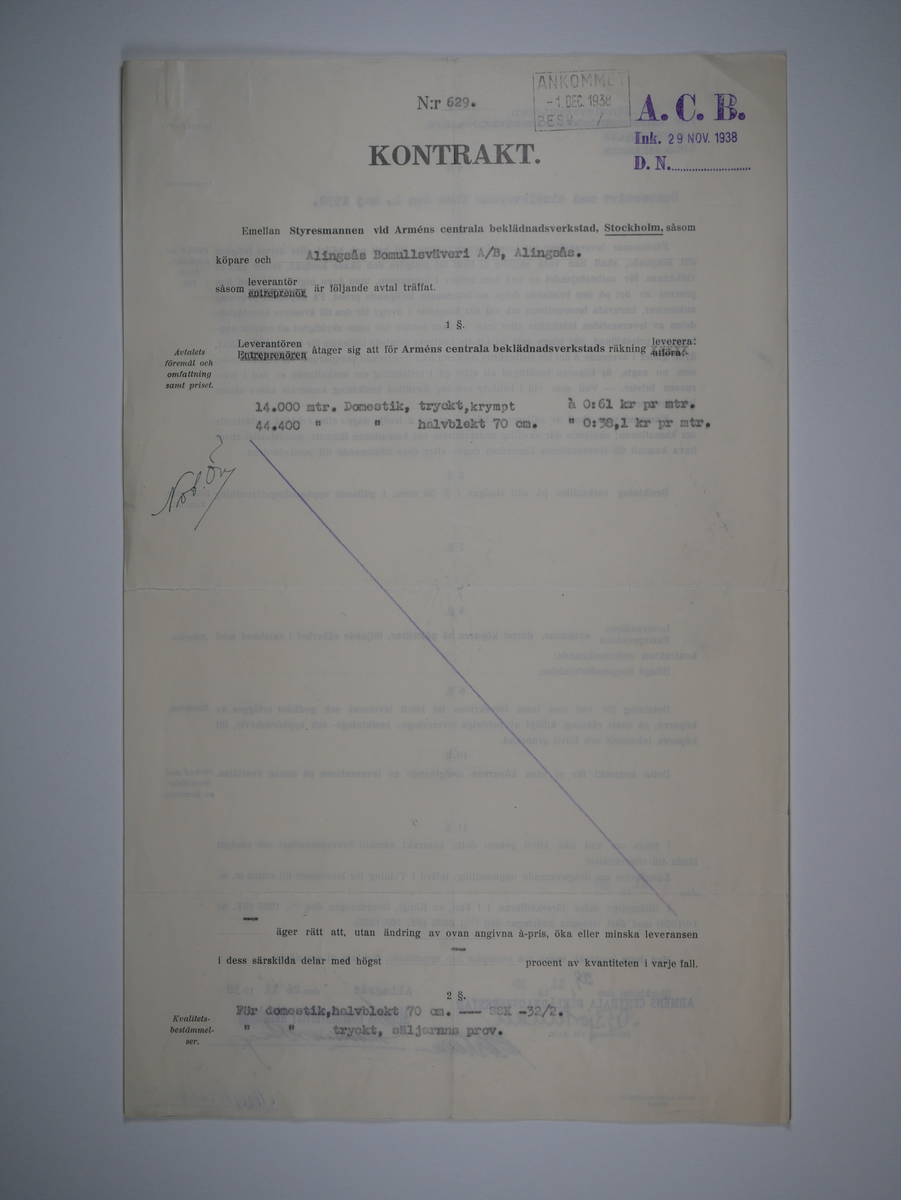 N:r 629.
ANKOMMET
-1. DEC. 1938
BESV. /
A. C. B.
Ink. 29 NOV. 1938
D. N.
KONTRAKT.
Emellan Styresmannen vid Arméns centrala beklädnadsverkstad, Stockholm, såsom
köpare och Alingsås Bomullsväveri A/B, Alingsås.
leverantör
såsom entreprenör är följande avtal träffat.
1 §.
Avtalets
föremål och
omfattning
samt priset.
Leverantören leverera:
Entreprenören åtager sig att för Arméns centrala beklädnadsverkstads räkning utföra:
14.000 mtr. Domestik, tryckt,krympt à 0:61 kr pr mtr.
44.400 " " halvblekt 70 cm. " 0:38,1 kr pr mtr.
äger rätt att, utan ändring av ovan angivna à-pris, öka eller minska leveransen
i dess särskilda delar med högst procent av kvantiteten i varje fall.
2 §.
Kvalitets-
bestämmel-
ser.
För domestik,halvblekt 70 cm. —— SSK -32/2.
" " tryckt, säljarens prov.